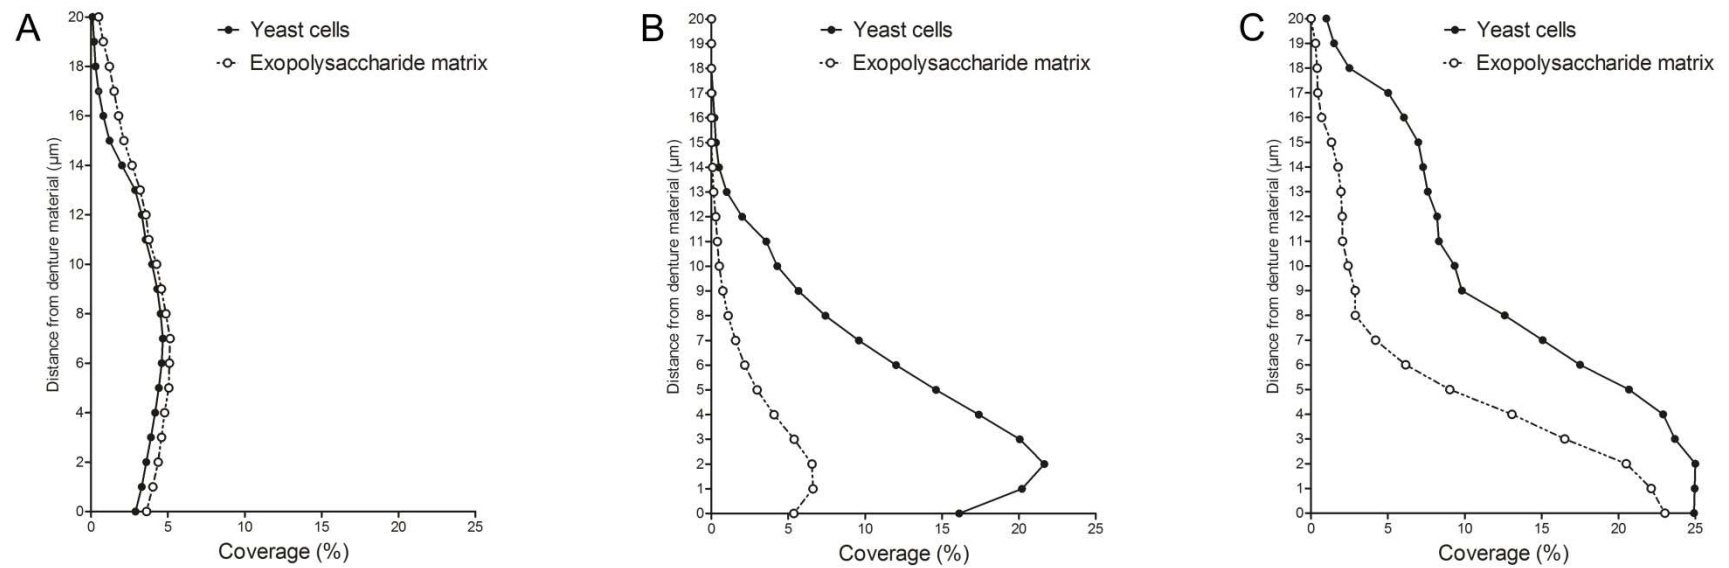 A
Yeast cells
Exopolysaccharide matrix
20
18
16
14
12
10
8
6
4
2
0
Distance from denture material (µm)
0 5 10 15 20 25
Coverage (%)
B
Yeast cells
Exopolysaccharide matrix
20
19
18
17
16
15
14
13
12
11
10
9
8
7
6
5
4
3
2
1
0
Distance from denture material (µm)
0 5 10 15 20 25
Coverage (%)
C
Yeast cells
Exopolysaccharide matrix
20
19
18
17
16
15
14
13
12
11
10
9
8
7
6
5
4
3
2
1
0
Distance from denture material (µm)
0 5 10 15 20 25
Coverage (%)